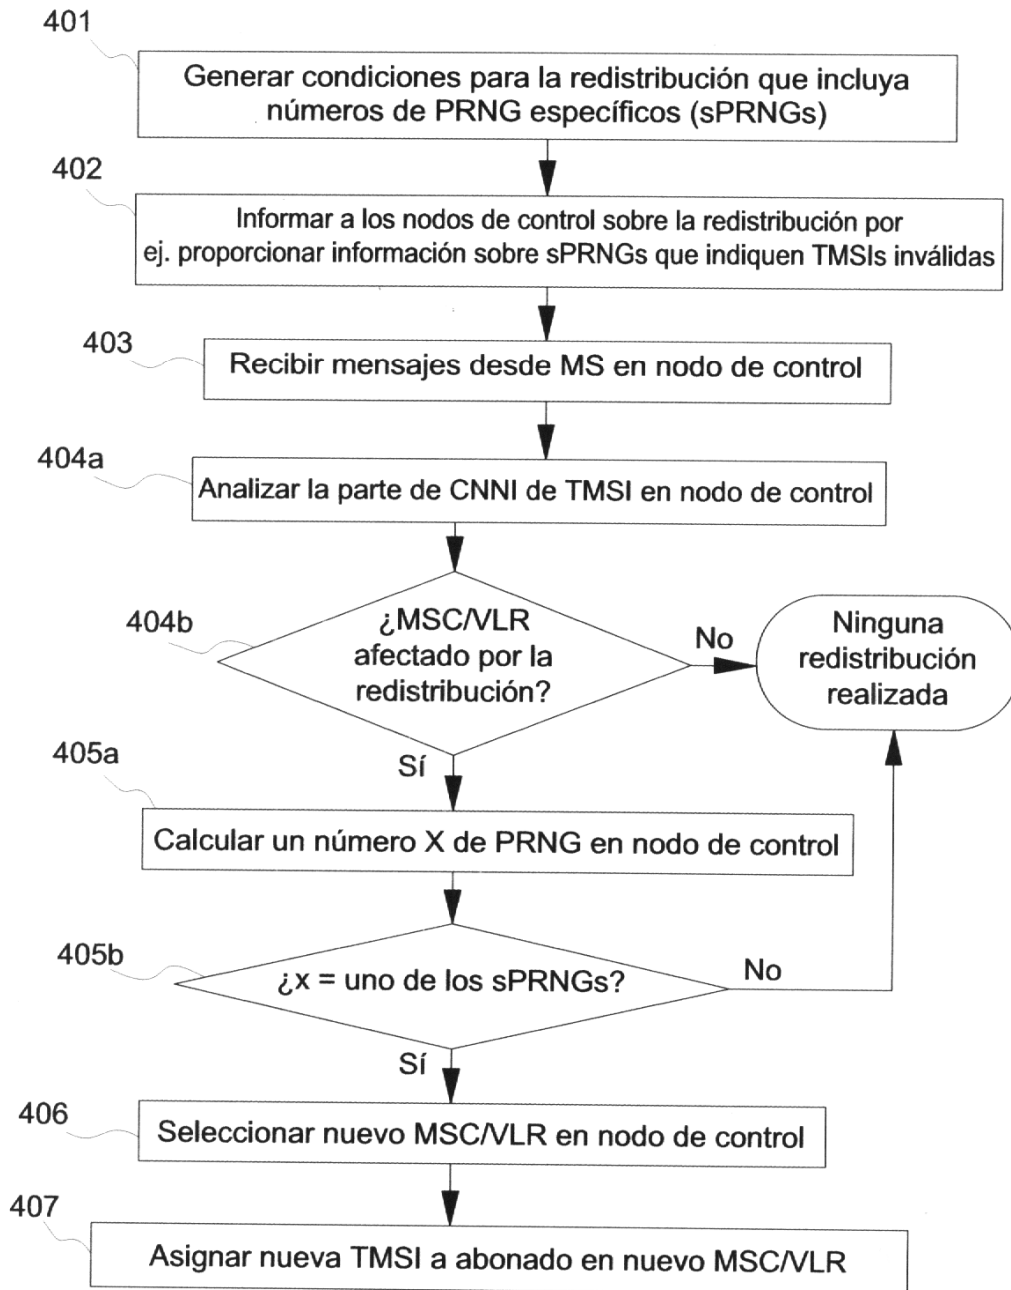 401
Generar condiciones para la redistribución que incluya
números de PRNG específicos (sPRNGs)
402
Informar a los nodos de control sobre la redistribución por
ej. proporcionar información sobre sPRNGs que indiquen TMSIs inválidas
403
Recibir mensajes desde MS en nodo de control
404a
Analizar la parte de CNNI de TMSI en nodo de control
404b
¿MSC/VLR
afectado por la
redistribución?
No
Ninguna
redistribución
realizada
Sí
405a
Calcular un número X de PRNG en nodo de control
405b
¿x = uno de los sPRNGs?
No
Sí
406
Seleccionar nuevo MSC/VLR en nodo de control
407
Asignar nueva TMSI a abonado en nuevo MSC/VLR